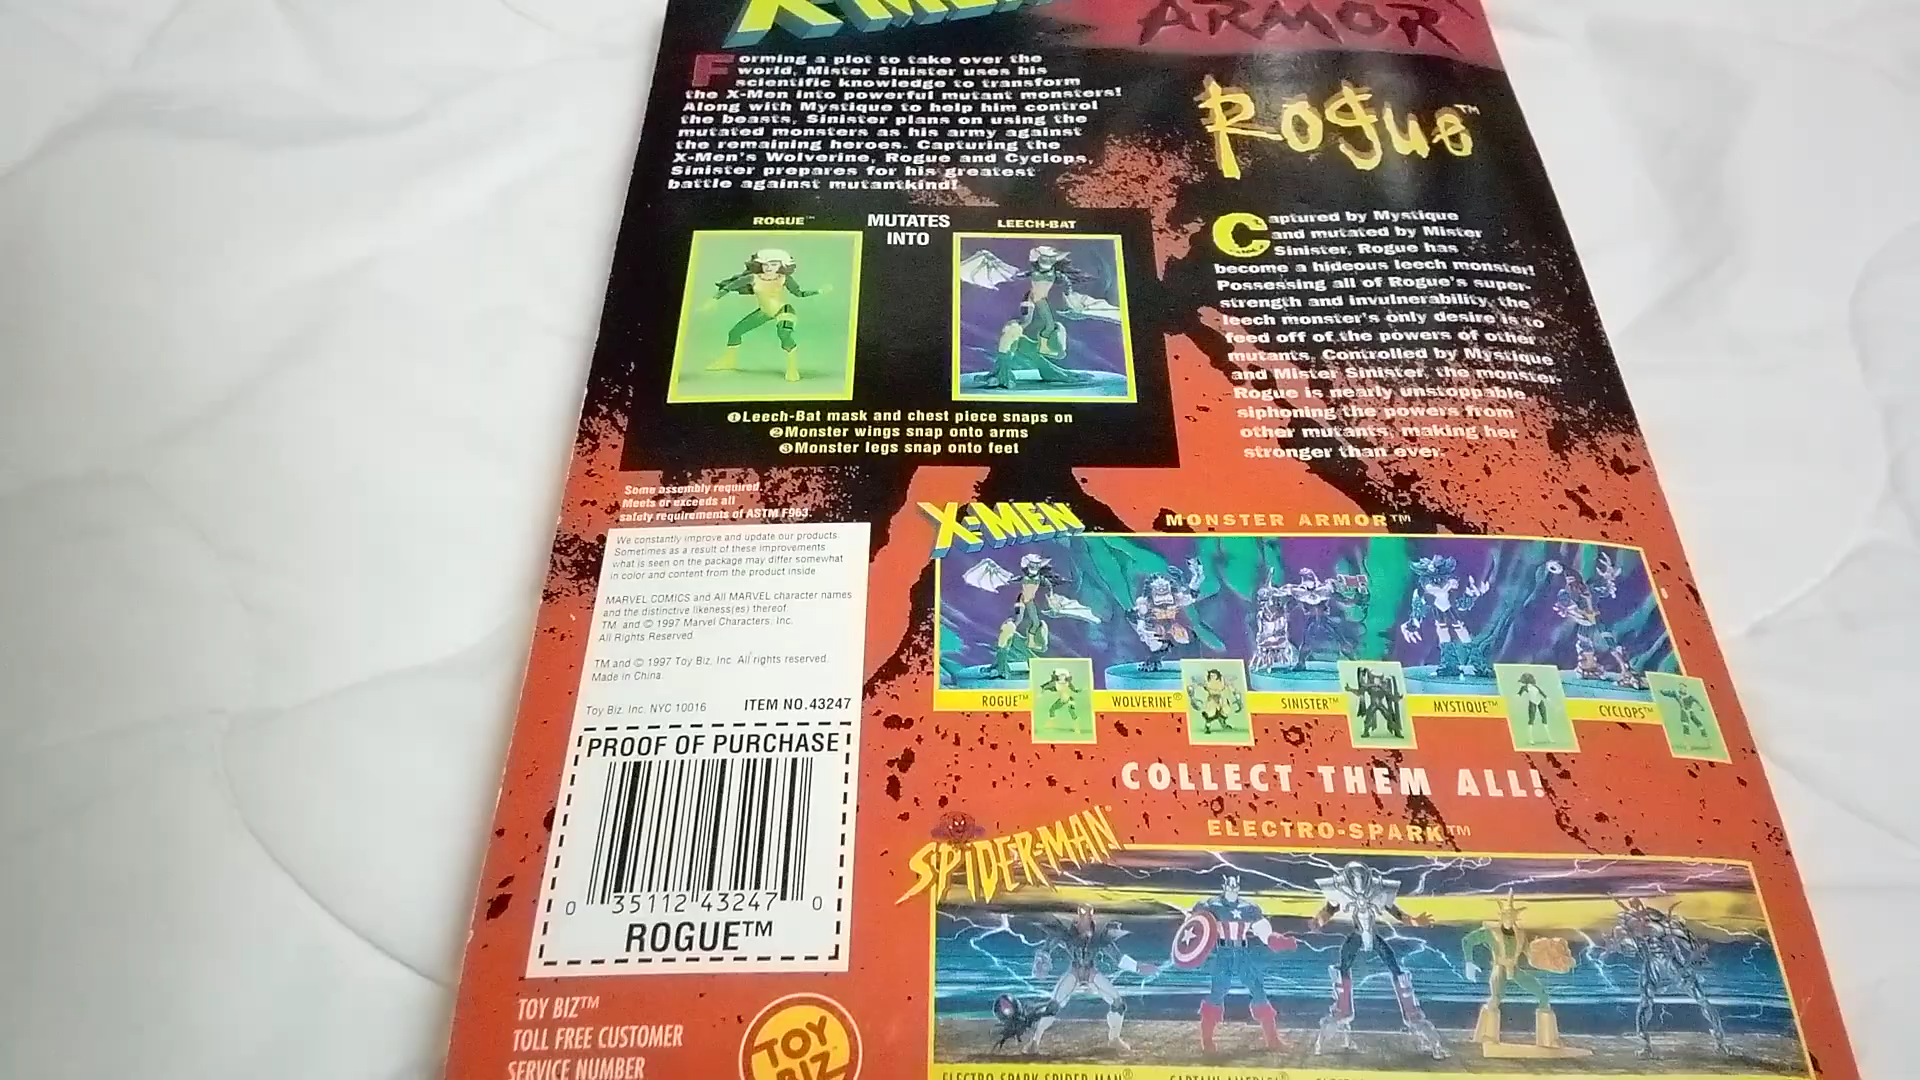 X-MEN
ARMOR
Forming a plot to take over the
world, Mister Sinister uses his
scientific knowledge to transform
the X-Men into powerful mutant monsters!
Along with Mystique to help him control
the beasts, Sinister plans on using the
mutated monsters as his army against
the remaining heroes. Capturing the
X-Men's Wolverine, Rogue and Cyclops,
Sinister prepares for his greatest
battle against mutantkind!
Rogue™
ROGUE™
MUTATES
INTO
LEECH-BAT
❶Leech-Bat mask and chest piece snaps on
❷Monster wings snap onto arms
❸Monster legs snap onto feet
Captured by Mystique
and mutated by Mister
Sinister, Rogue has
become a hideous leech monster!
Possessing all of Rogue's super-
strength and invulnerability, the
leech monster's only desire is to
feed off of the powers of other
mutants. Controlled by Mystique
and Mister Sinister, the monster-
Rogue is nearly unstoppable,
siphoning the powers from
other mutants, making her
stronger than ever.
Some assembly required.
Meets or exceeds all
safety requirements of ASTM F963.
We constantly improve and update our products.
Sometimes as a result of these improvements
what is seen on the package may differ somewhat
in color and content from the product inside
MARVEL COMICS and All MARVEL character names
and the distinctive likeness(es) thereof
TM and © 1997 Marvel Characters, Inc.
All Rights Reserved.
TM and © 1997 Toy Biz, Inc. All rights reserved.
Made in China
Toy Biz, Inc. NYC 10016
ITEM NO.43247
PROOF OF PURCHASE
0 35112 43247 0
ROGUE™
TOY BIZ™
TOLL FREE CUSTOMER
SERVICE NUMBER
TOY
BIZ
X-MEN
MONSTER ARMOR™
ROGUE™
WOLVERINE®
SINISTER™
MYSTIQUE™
CYCLOPS™
COLLECT THEM ALL!
SPIDER-MAN
ELECTRO-SPARK™
ELECTRO-SPARK SPIDER-MAN®
CAPTAIN AMERICA®